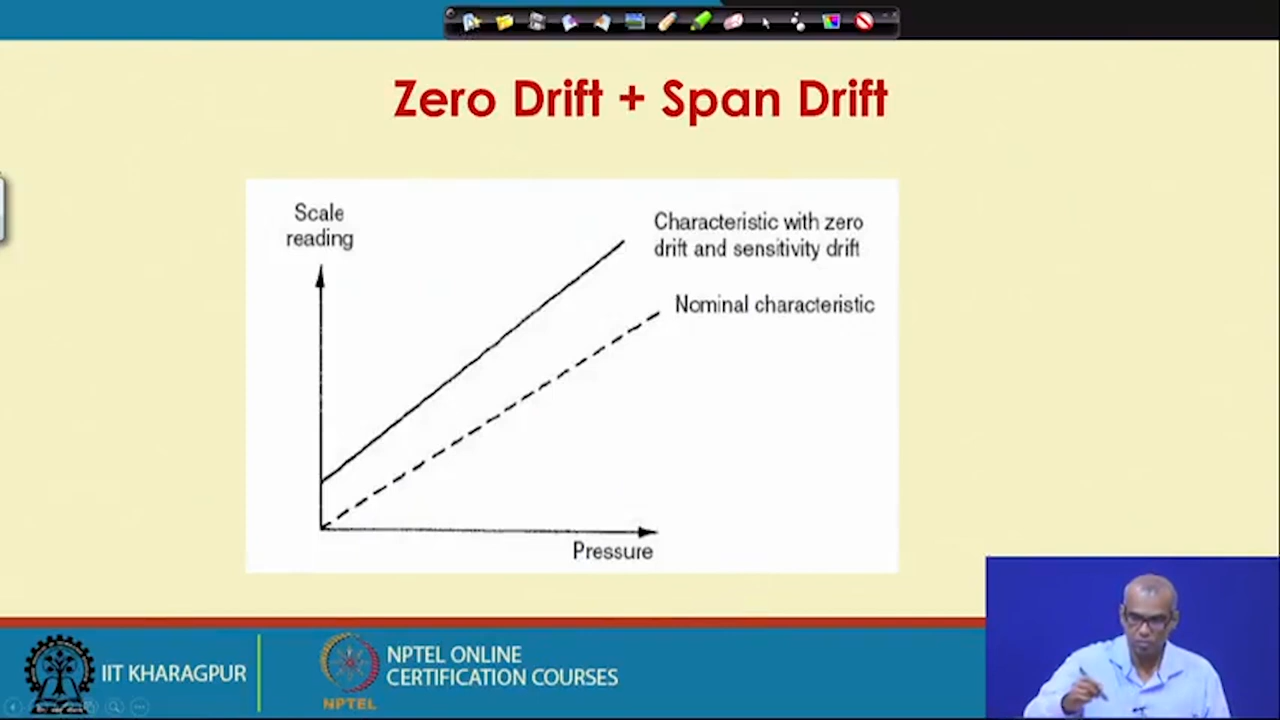 Zero Drift + Span Drift
Scale
reading
Characteristic with zero
drift and sensitivity drift
Nominal characteristic
Pressure
IIT KHARAGPUR
NPTEL
NPTEL ONLINE
CERTIFICATION COURSES